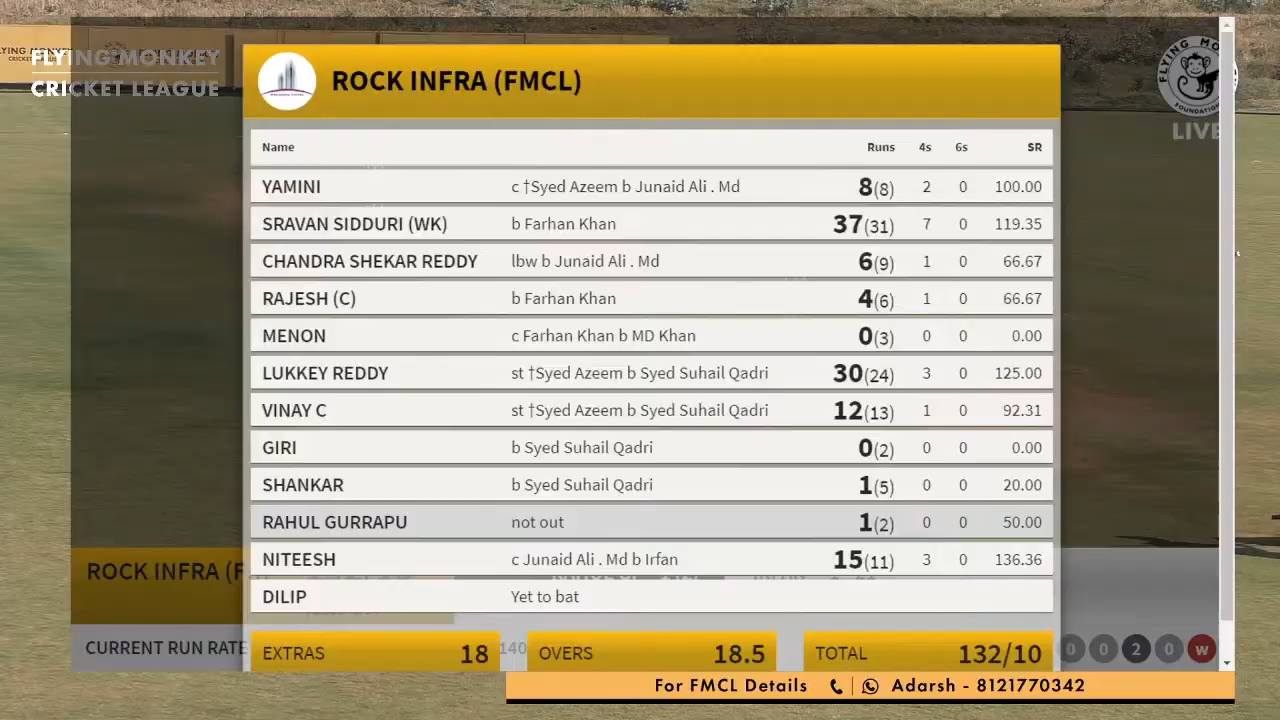 FLYING MONKEY
CRICKET LEAGUE
ROCK INFRA (FMCL)
FLYING MO
FOUNDATION
LIVE
Name Runs 4s 6s SR
YAMINI c †Syed Azeem b Junaid Ali . Md 8(8) 2 0 100.00
SRAVAN SIDDURI (WK) b Farhan Khan 37(31) 7 0 119.35
CHANDRA SHEKAR REDDY lbw b Junaid Ali . Md 6(9) 1 0 66.67
RAJESH (C) b Farhan Khan 4(6) 1 0 66.67
MENON c Farhan Khan b MD Khan 0(3) 0 0 0.00
LUKKEY REDDY st †Syed Azeem b Syed Suhail Qadri 30(24) 3 0 125.00
VINAY C st †Syed Azeem b Syed Suhail Qadri 12(13) 1 0 92.31
GIRI b Syed Suhail Qadri 0(2) 0 0 0.00
SHANKAR b Syed Suhail Qadri 1(5) 0 0 20.00
RAHUL GURRAPU not out 1(2) 0 0 50.00
NITEESH c Junaid Ali . Md b Irfan 15(11) 3 0 136.36
ROCK INFRA (F
DILIP Yet to bat
CURRENT RUN RATE
EXTRAS 18 140 OVERS 18.5 TOTAL 132/10 0 0 2 0 W
For FMCL Details Adarsh - 8121770342